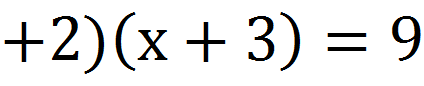 +2)(x + 3) = 9